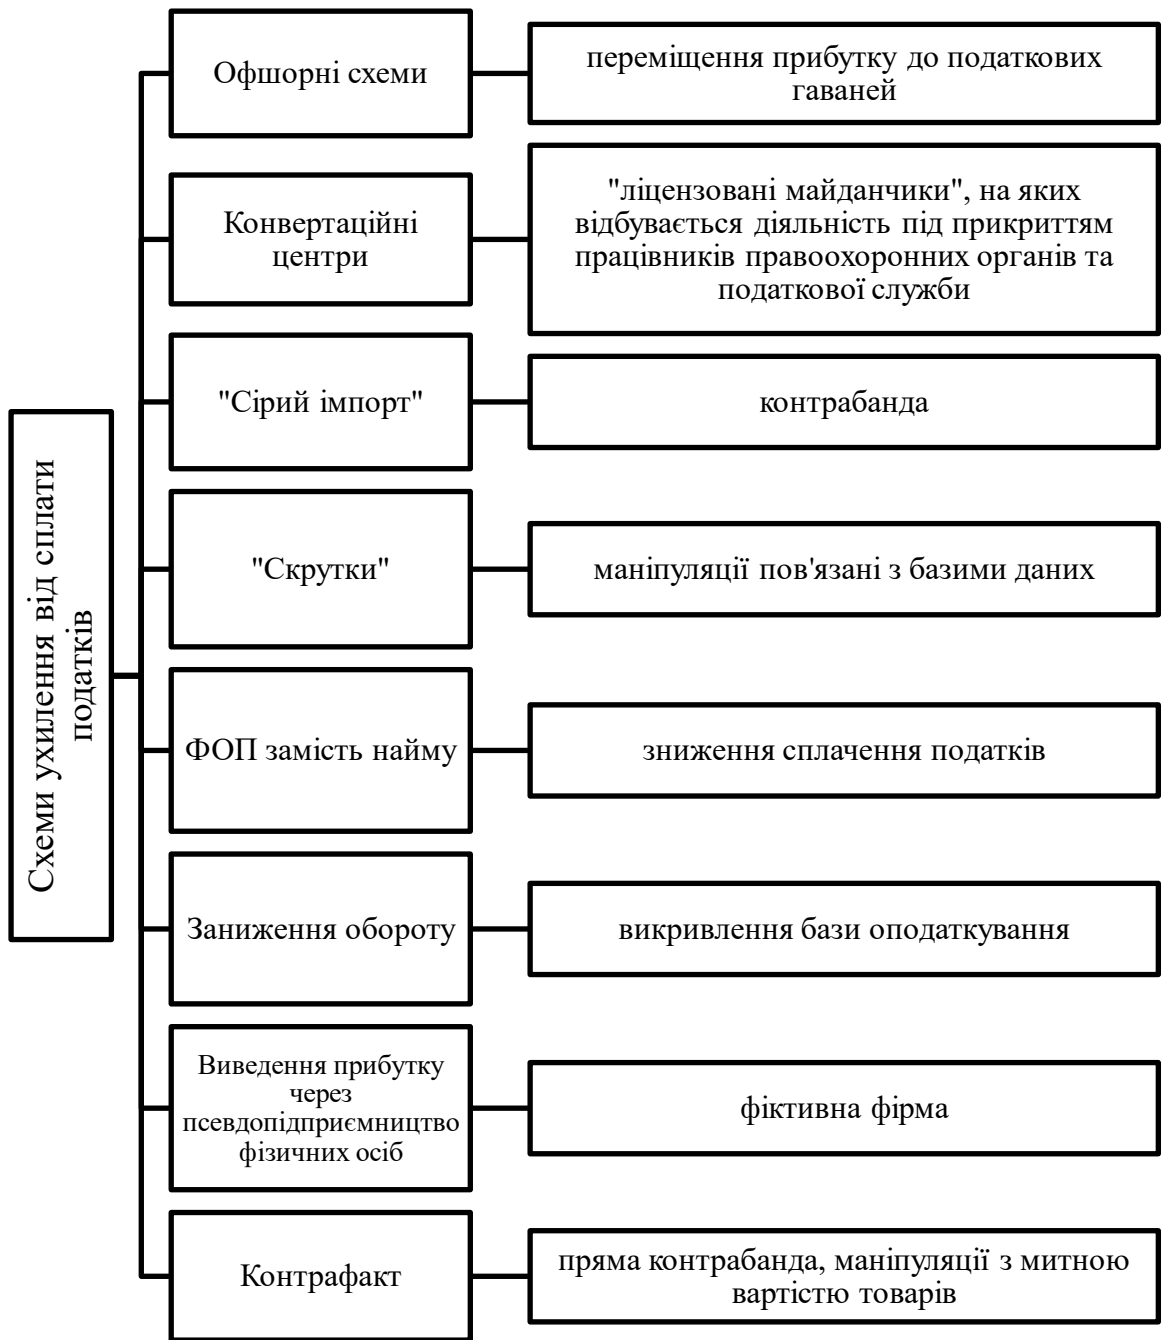 Схеми ухилення від сплати
податків
Офшорні схеми
переміщення прибутку до податкових
гаваней
Конвертаційні
центри
"ліцензовані майданчики", на яких
відбувається діяльність під прикриттям
працівників правоохоронних органів та
податкової служби
"Сірий імпорт"
контрабанда
"Скрутки"
маніпуляції пов'язані з базими даних
ФОП замість найму
зниження сплачення податків
Заниження обороту
викривлення бази оподаткування
Виведення прибутку
через
псевдопідприємництво
фізичних осіб
фіктивна фірма
Контрафакт
пряма контрабанда, маніпуляції з митною
вартістю товарів